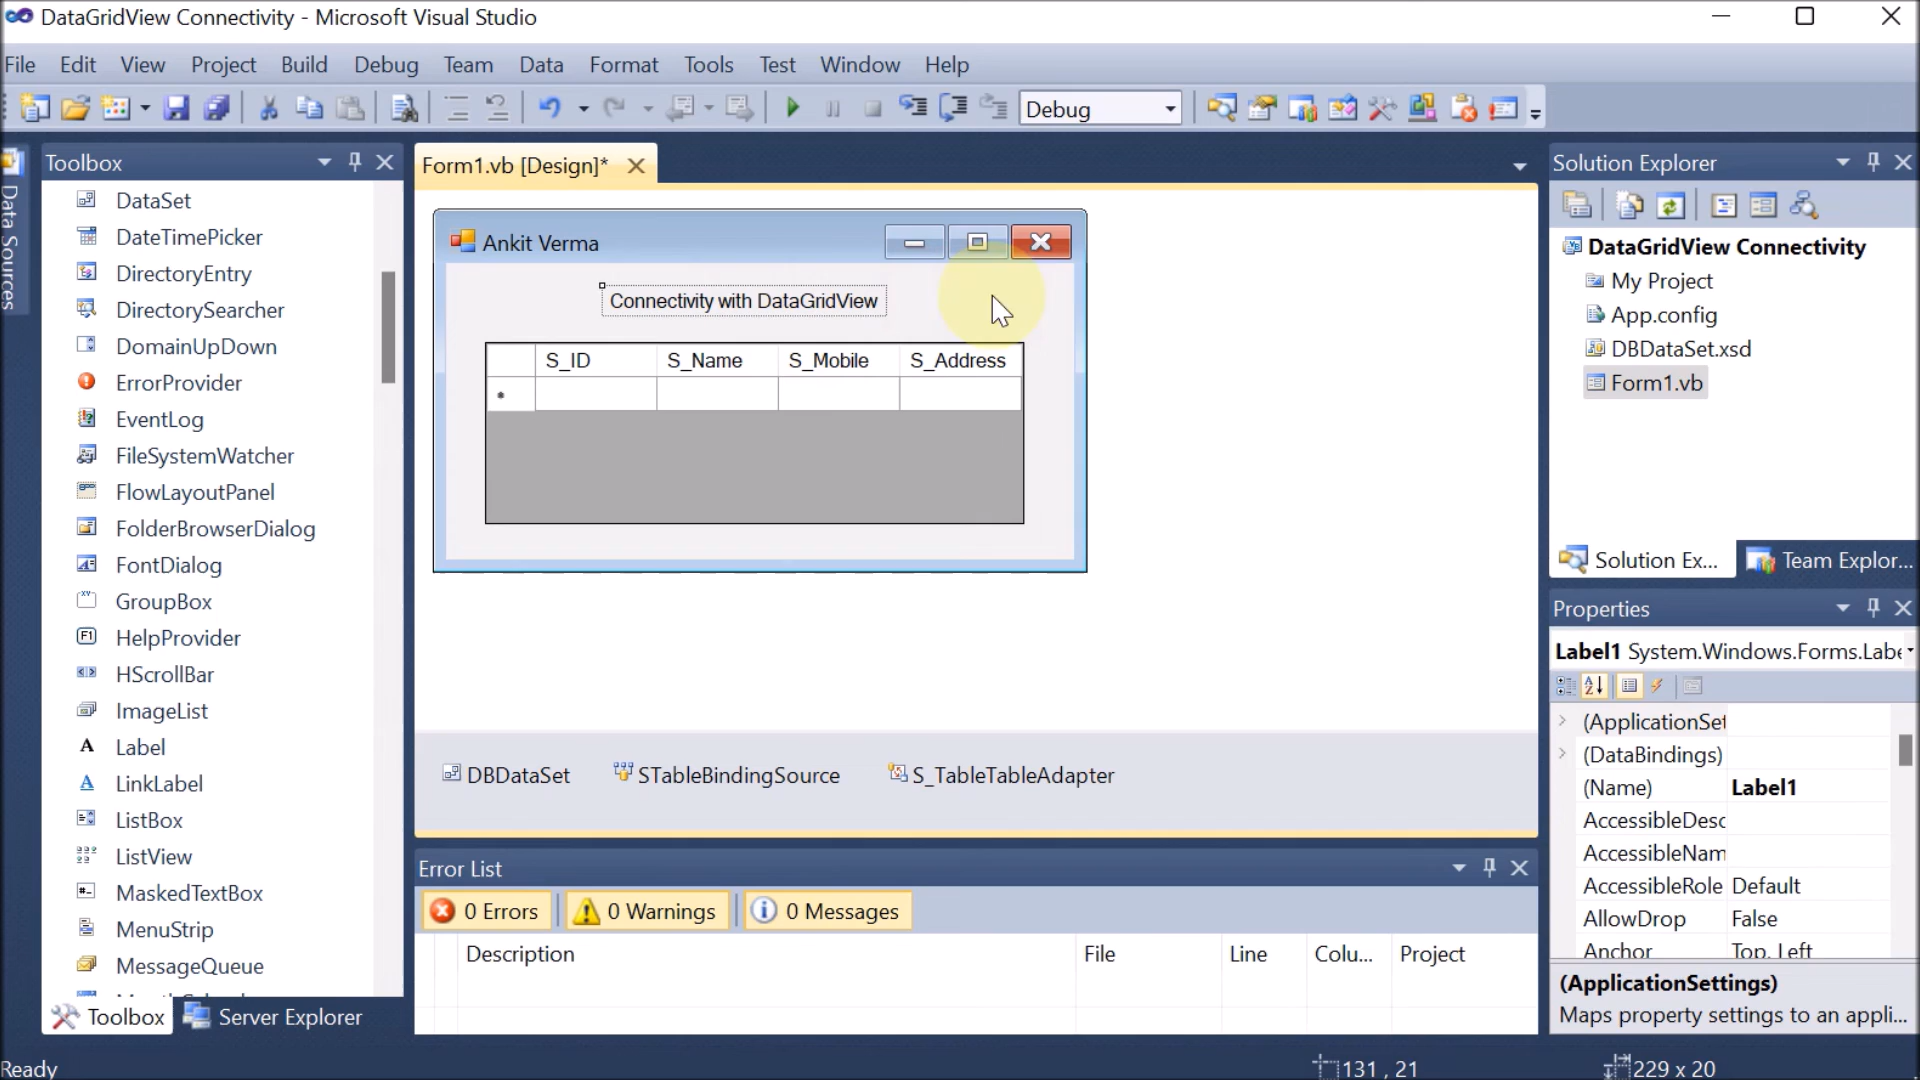 DataGridView Connectivity - Microsoft Visual Studio
File Edit View Project Build Debug Team Data Format Tools Test Window Help
Debug
Data Sources
Toolbox
DataSet
DateTimePicker
DirectoryEntry
DirectorySearcher
DomainUpDown
ErrorProvider
EventLog
FileSystemWatcher
FlowLayoutPanel
FolderBrowserDialog
FontDialog
GroupBox
HelpProvider
HScrollBar
ImageList
Label
LinkLabel
ListBox
ListView
MaskedTextBox
MenuStrip
MessageQueue
Toolbox Server Explorer
Form1.vb [Design]*
Ankit Verma
Connectivity with DataGridView
S_ID S_Name S_Mobile S_Address
DBDataSet STableBindingSource S_TableTableAdapter
Error List
0 Errors 0 Warnings 0 Messages
Description File Line Colu... Project
Solution Explorer
DataGridView Connectivity
My Project
App.config
DBDataSet.xsd
Form1.vb
Solution Ex... Team Explor...
Properties
Label1 System.Windows.Forms.Labe
(ApplicationSet
(DataBindings)
(Name) Label1
AccessibleDesc
AccessibleNam
AccessibleRole Default
AllowDrop False
Anchor Top, Left
(ApplicationSettings)
Maps property settings to an appli...
Ready 131 , 21 229 x 20